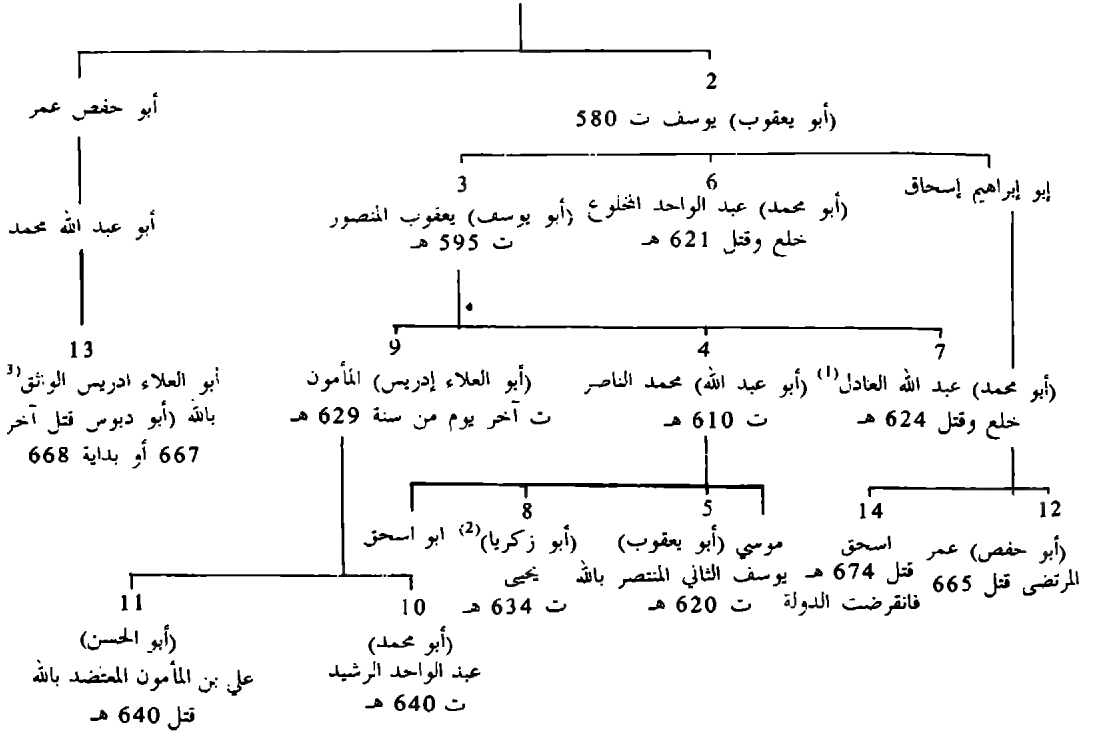 2
أبو حفص عمر
(أبو يعقوب) يوسف ت 580
إبو إبراهيم إسحاق
6
(أبو محمد) عبد الواحد المخلوع
خلع وقتل 621 هـ
3
(أبو يوسف) يعقوب المنصور
ت 595 هـ
أبو عبد الله محمد
7
(أبو محمد) عبد الله العادل(1)
خلع وقتل 624 هـ
4
(أبو عبد الله) محمد الناصر
ت 610 هـ
9
(أبو العلاء إدريس) المأمون
ت آخر يوم من سنة 629 هـ
13
أبو العلاء ادريس الواثق(3
بالله (أبو دبوس قتل آخر
667 أو بداية 668
12
(أبو حفص) عمر
المرتضى قتل 665
14
اسحق
قتل 674 هـ
فانقرضت الدولة
موسي
5
(أبو يعقوب)
يوسف الثاني المنتصر بالله
ت 620 هـ
8
(أبو زكريا)(2)
يحيى
ت 634 هـ
ابو اسحق
10
(أبو محمد)
عبد الواحد الرشيد
ت 640 هـ
11
(أبو الحسن)
علي بن المأمون المعتضد بالله
قتل 640 هـ